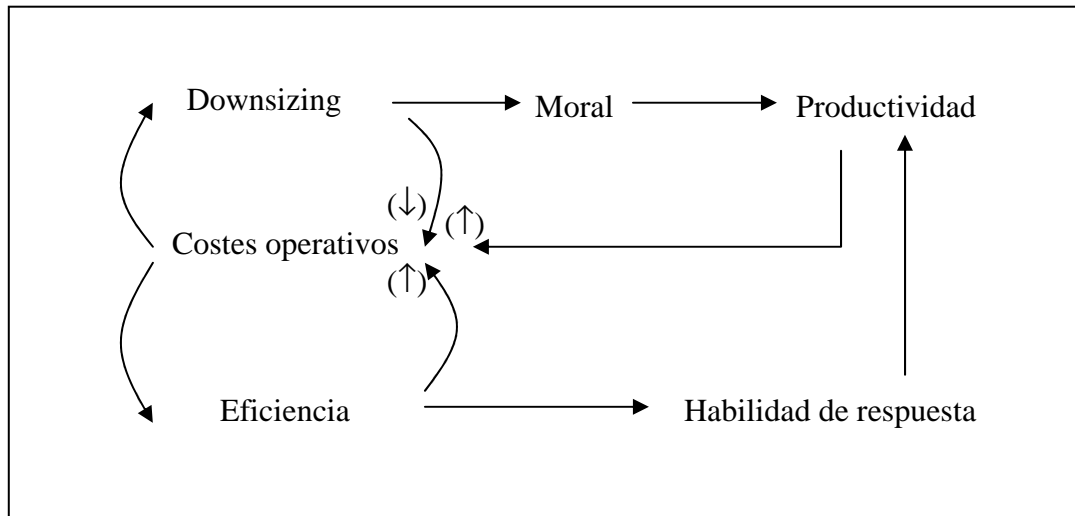 Downsizing Moral Productividad
(↓) (↑)
Costes operativos
(↑)
Eficiencia Habilidad de respuesta